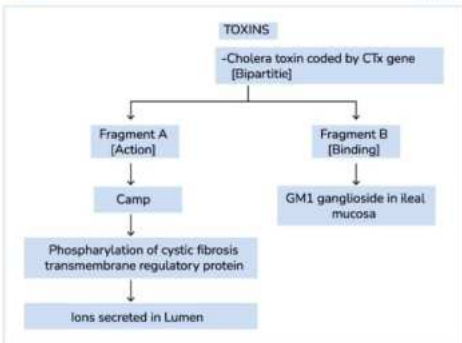 TOXINS
-Cholera toxin coded by CTx gene
[Bipartitie]
Fragment A
[Action]
Fragment B
[Binding]
Camp
GM1 ganglioside in ileal
mucosa
Phospharylation of cystic fibrosis
transmembrane regulatory protein
Ions secreted in Lumen